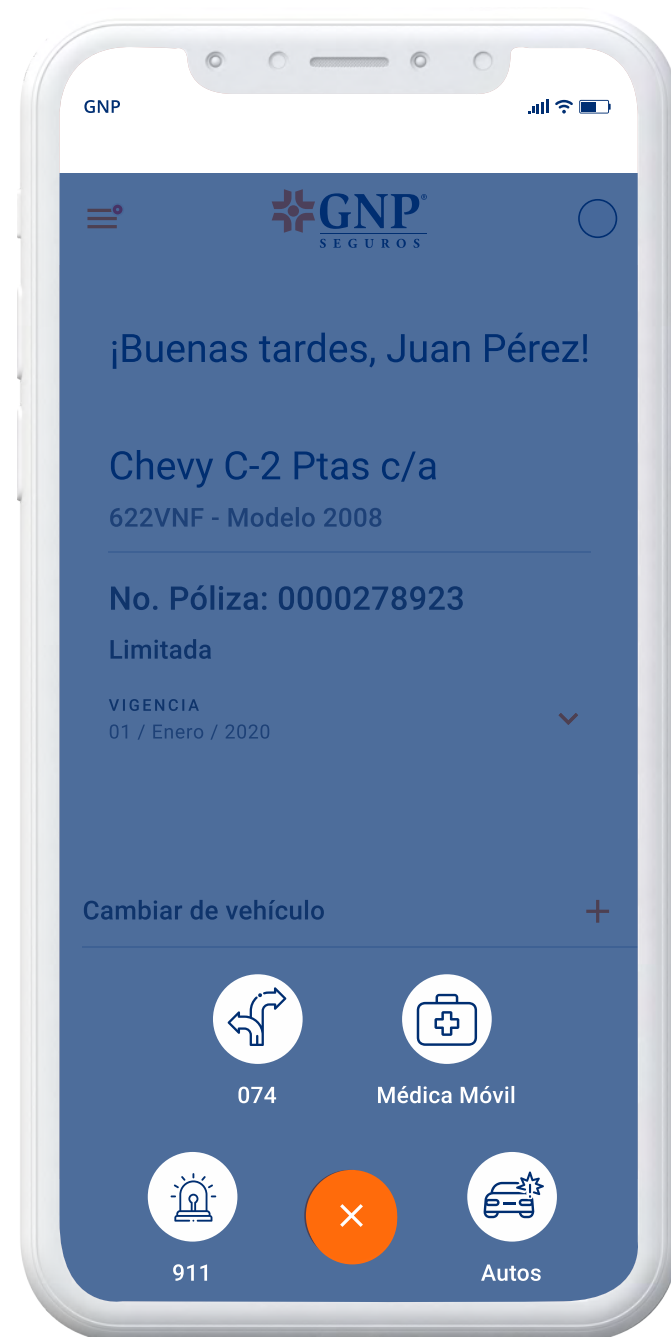 GNP
GNP®
SEGUROS
¡Buenas tardes, Juan Pérez!
Chevy C-2 Ptas c/a
622VNF - Modelo 2008
No. Póliza: 0000278923
Limitada
VIGENCIA
01 / Enero / 2020
Cambiar de vehículo
074
Médica Móvil
911
Autos